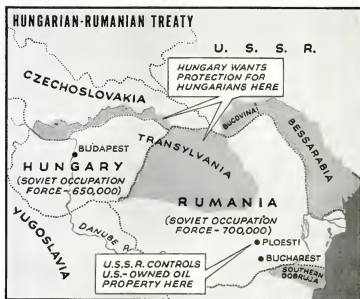 HUNGARIAN-RUMANIAN TREATY
U. S. S. R.
CZECHOSLOVAKIA
HUNGARY WANTS
PROTECTION FOR
HUNGARIANS HERE
BUCOVINA
BESSARABIA
BUDAPEST
TRANSYLVANIA
HUNGARY
(SOVIET OCCUPATION
FORCE-650,000)
RUMANIA
(SOVIET OCCUPATION
FORCE-700,000)
YUGOSLAVIA
DANUBE R.
PLOESTI
U.S.S.R. CONTROLS
U.S.-OWNED OIL
PROPERTY HERE
BUCHAREST
SOUTHERN
DOBRUJA